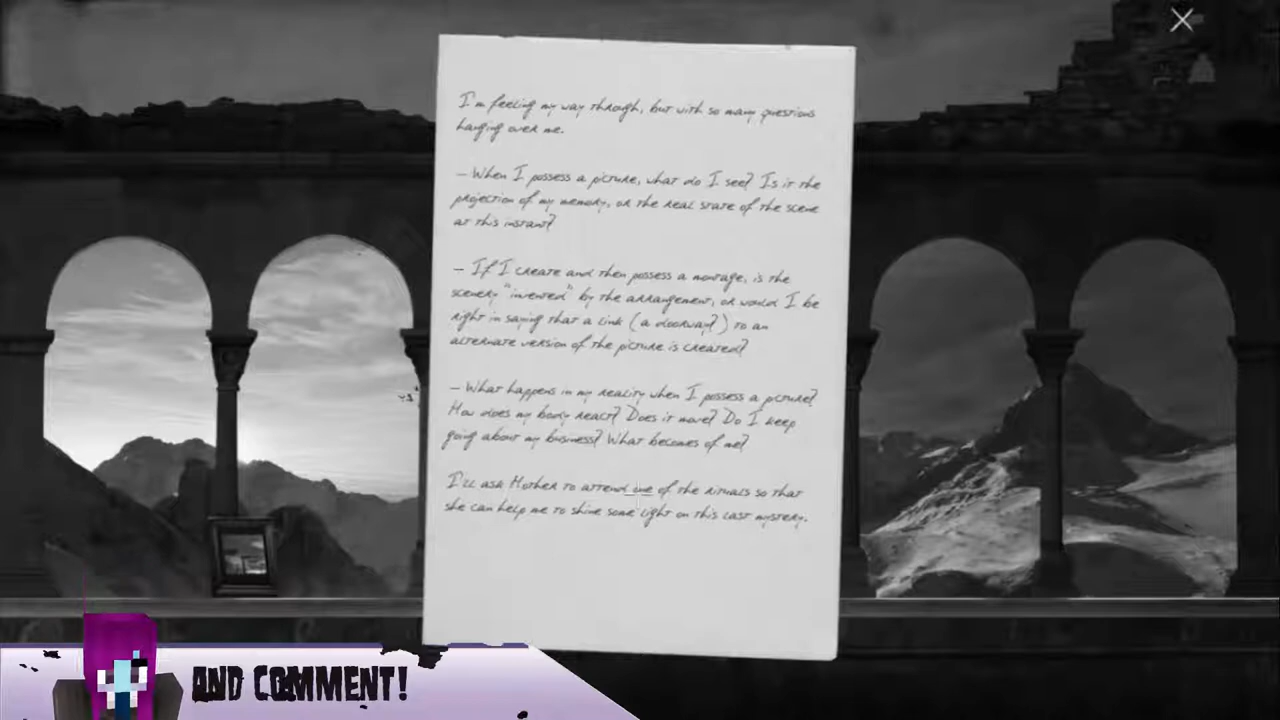 I'm feeling my way through, but with so many questions
hanging over me.
– When I possess a picture, what do I see? Is it the
projection of my memory, or the real state of the scene
at this instant?
– If I create and then possess a montage, is the
scenery "invented" by the arrangement, or would I be
right in saying that a link (a doorway?) to an
alternate version of the picture is created?
– What happens in my reality when I possess a picture?
How does my body react? Does it move? Do I keep
going about my business? What becomes of me?
I'll ask Mother to attend one of the rituals so that
she can help me to shine some light on this last mystery.
AND COMMENT!